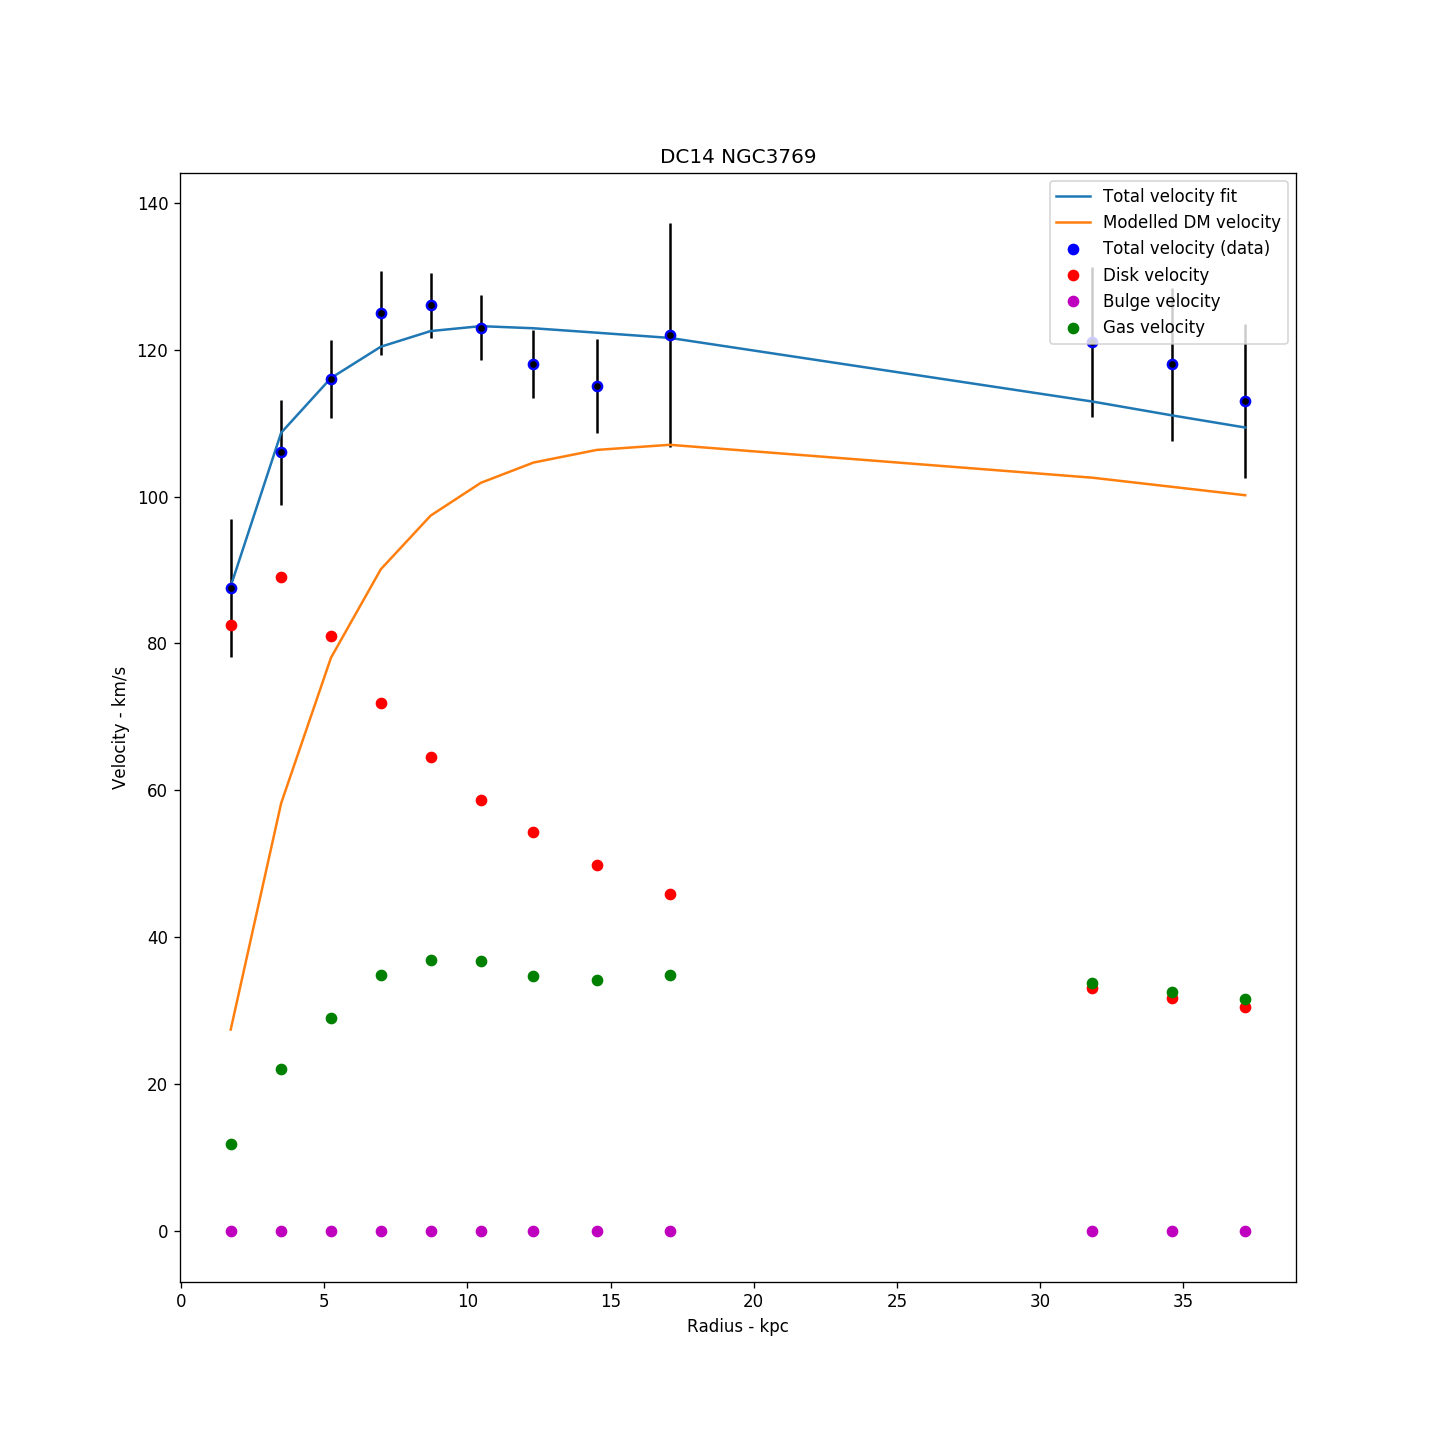 DC14 NGC3769
Total velocity fit
Modelled DM velocity
Total velocity (data)
Disk velocity
Bulge velocity
Gas velocity
140
120
100
80
60
40
20
0
Velocity - km/s
0 5 10 15 20 25 30 35
Radius - kpc